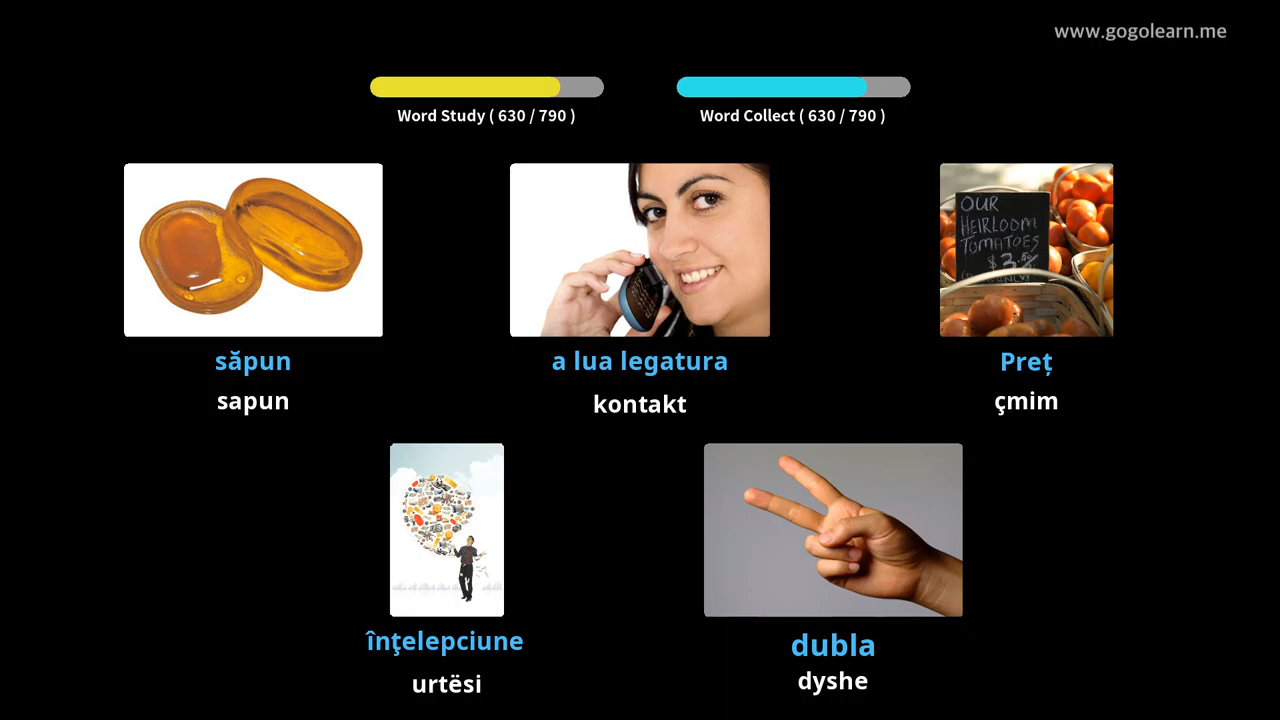 www.gogolearn.me
Word Study ( 630 / 790 )
Word Collect ( 630 / 790 )
OUR
HEIRLOOM
TOMATOES
săpun
a lua legatura
Preț
sapun
kontakt
çmim
înţelepciune
dubla
urtësi
dyshe